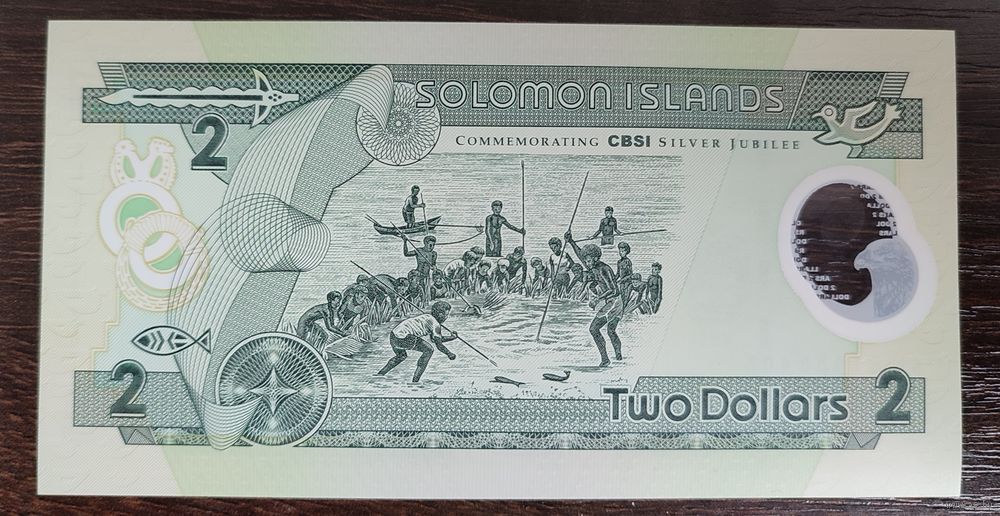 SOLOMON ISLANDS
COMMEMORATING CBSI SILVER JUBILEE
2
2
TWO DOLLARS
2